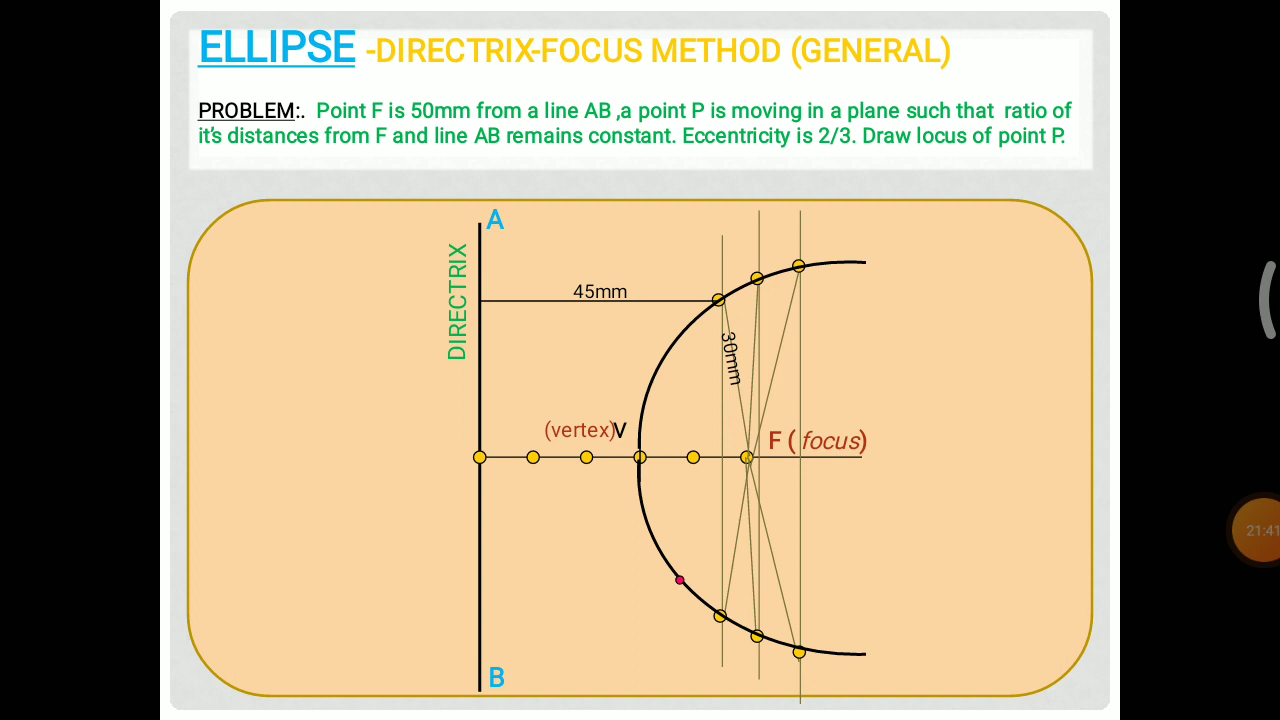 ELLIPSE -DIRECTRIX-FOCUS METHOD (GENERAL)
PROBLEM:. Point F is 50mm from a line AB ,a point P is moving in a plane such that ratio of
it's distances from F and line AB remains constant. Eccentricity is 2/3. Draw locus of point P.
A
DIRECTRIX
45mm
30mm
(vertex)V
F ( focus)
B
21:41